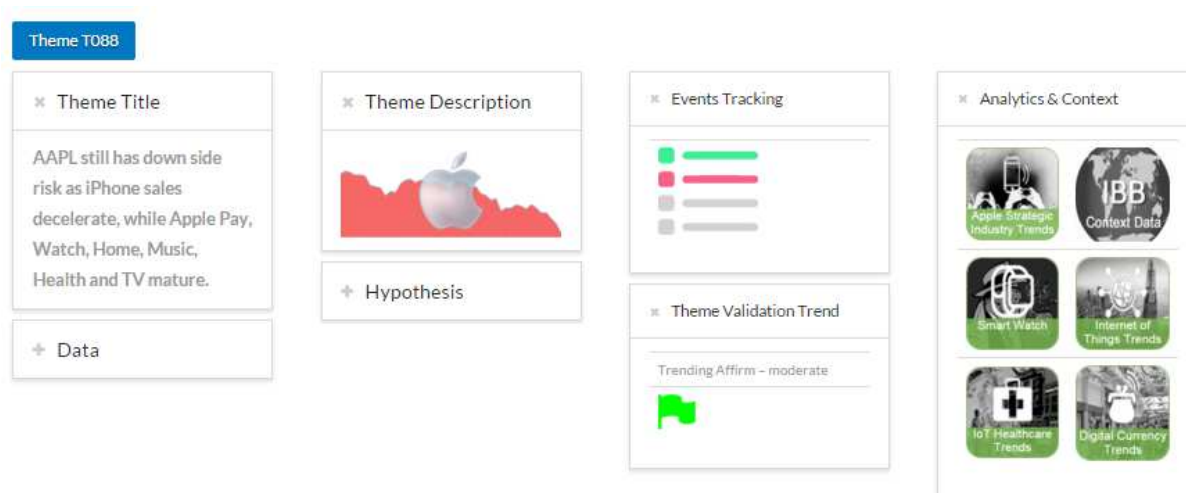 Theme T088
Theme Title
AAPL still has down side
risk as iPhone sales
decelerate, while Apple Pay,
Watch, Home, Music,
Health and TV mature.
Data
Theme Description
Hypothesis
Events Tracking
Theme Validation Trend
Trending Affirm – moderate
Analytics & Context
Apple Strategic
Industry Trends
IBB
Context Data
Smart Watch
Internet of
Things Trends
IoT Healthcare
Trends
Digital Currency
Trends